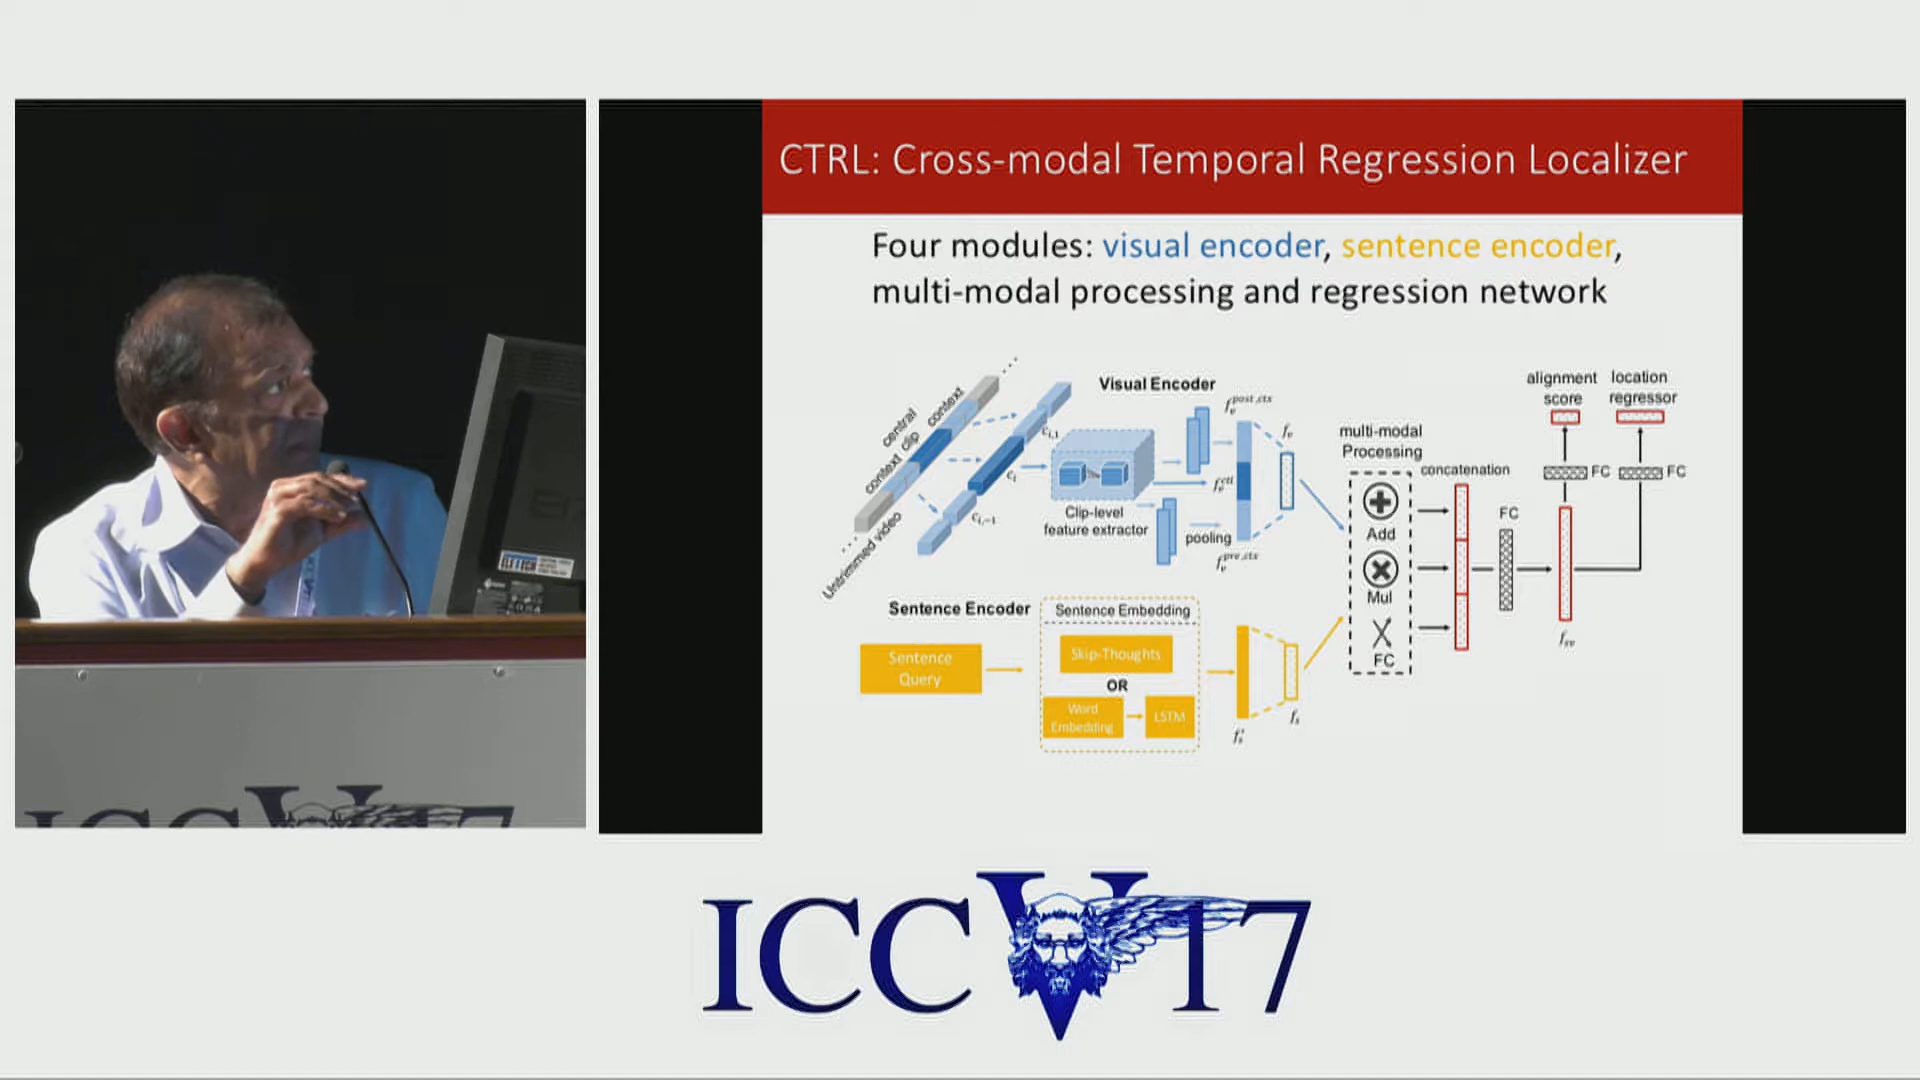 CTRL: Cross-modal Temporal Regression Localizer
Four modules: visual encoder, sentence encoder,
multi-modal processing and regression network
context
central
clip
context
Untrimmed video
Visual Encoder
Clip-level
feature extractor
pooling
multi-modal
Processing
Add
Mul
FC
concatenation
FC
alignment
score
location
regressor
FC
FC
Sentence Encoder
Sentence
Query
Sentence Embedding
Skip-Thoughts
OR
Word
Embedding
LSTM
ICCV17